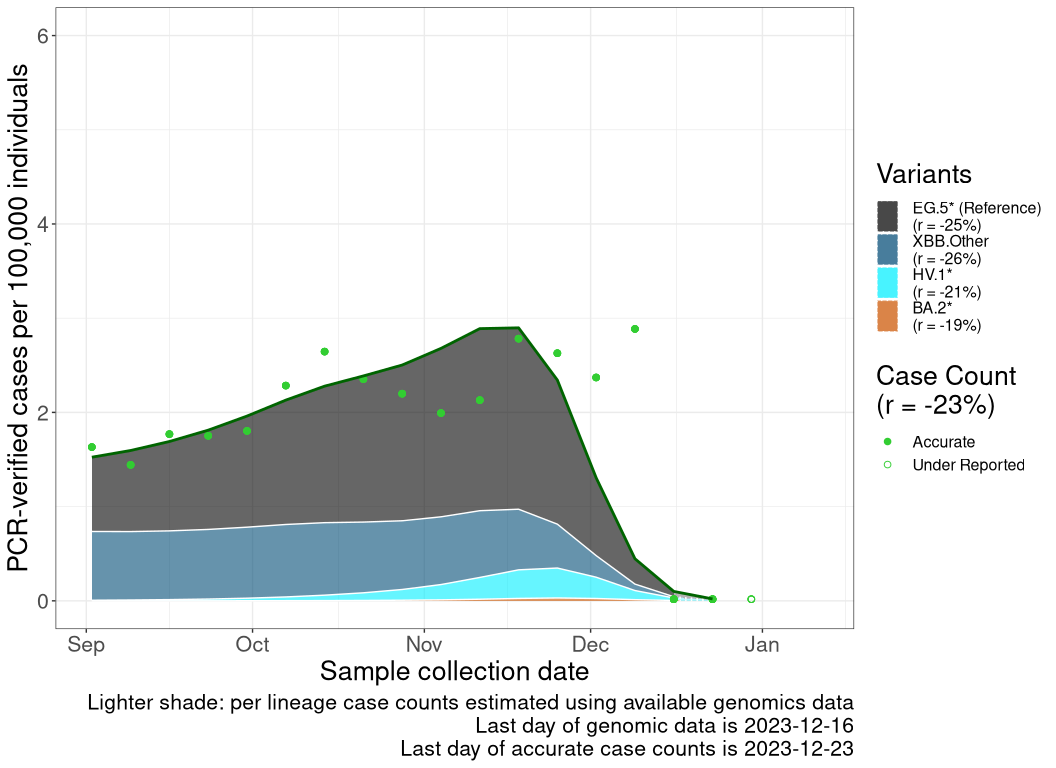 PCR-verified cases per 100,000 individuals
6
4
2
0
Sep Oct Nov Dec Jan
Sample collection date
Lighter shade: per lineage case counts estimated using available genomics data
Last day of genomic data is 2023-12-16
Last day of accurate case counts is 2023-12-23
Variants
EG.5* (Reference)
(r = -25%)
XBB.Other
(r = -26%)
HV.1*
(r = -21%)
BA.2*
(r = -19%)
Case Count
(r = -23%)
Accurate
Under Reported